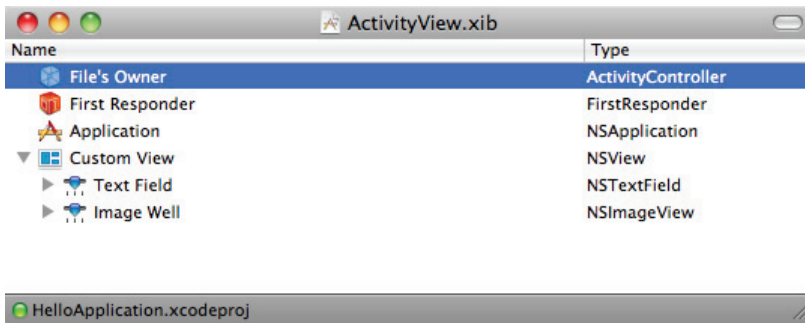 ActivityView.xib
Name Type
File's Owner ActivityController
First Responder FirstResponder
Application NSApplication
Custom View NSView
Text Field NSTextField
Image Well NSImageView
HelloApplication.xcodeproj